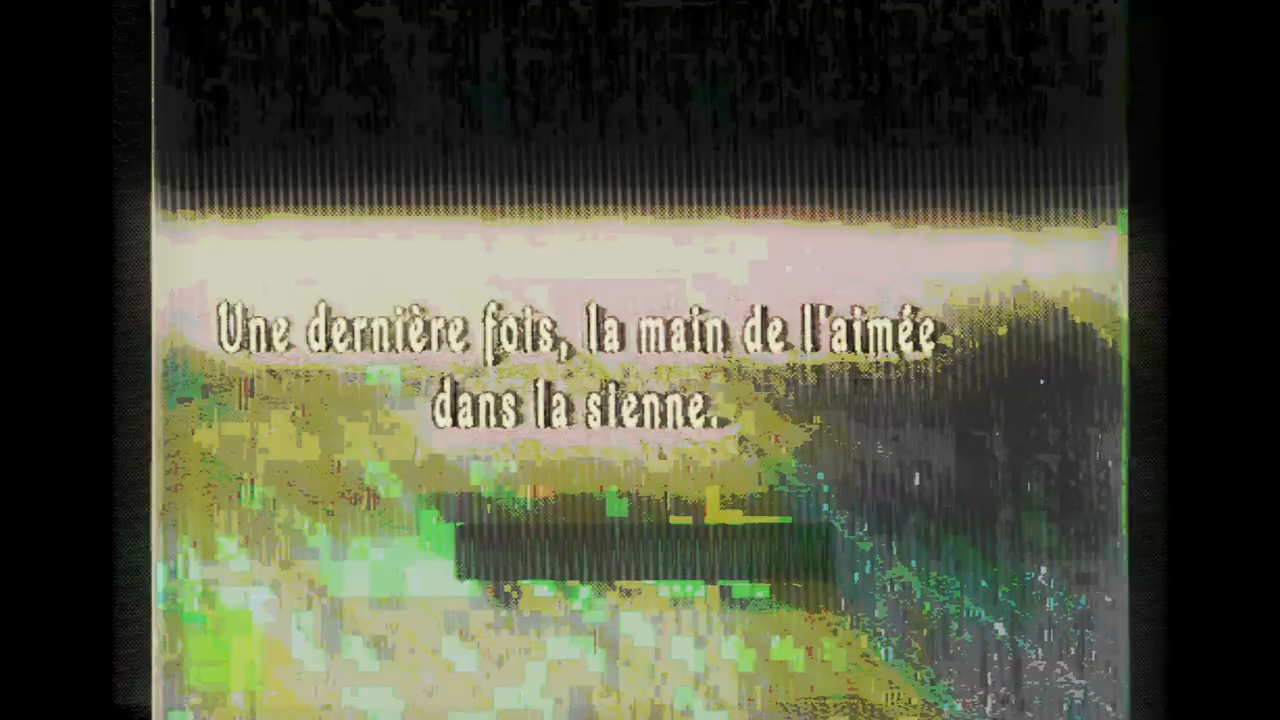 Une dernière fois, la main de l'aimée
dans la sienne.